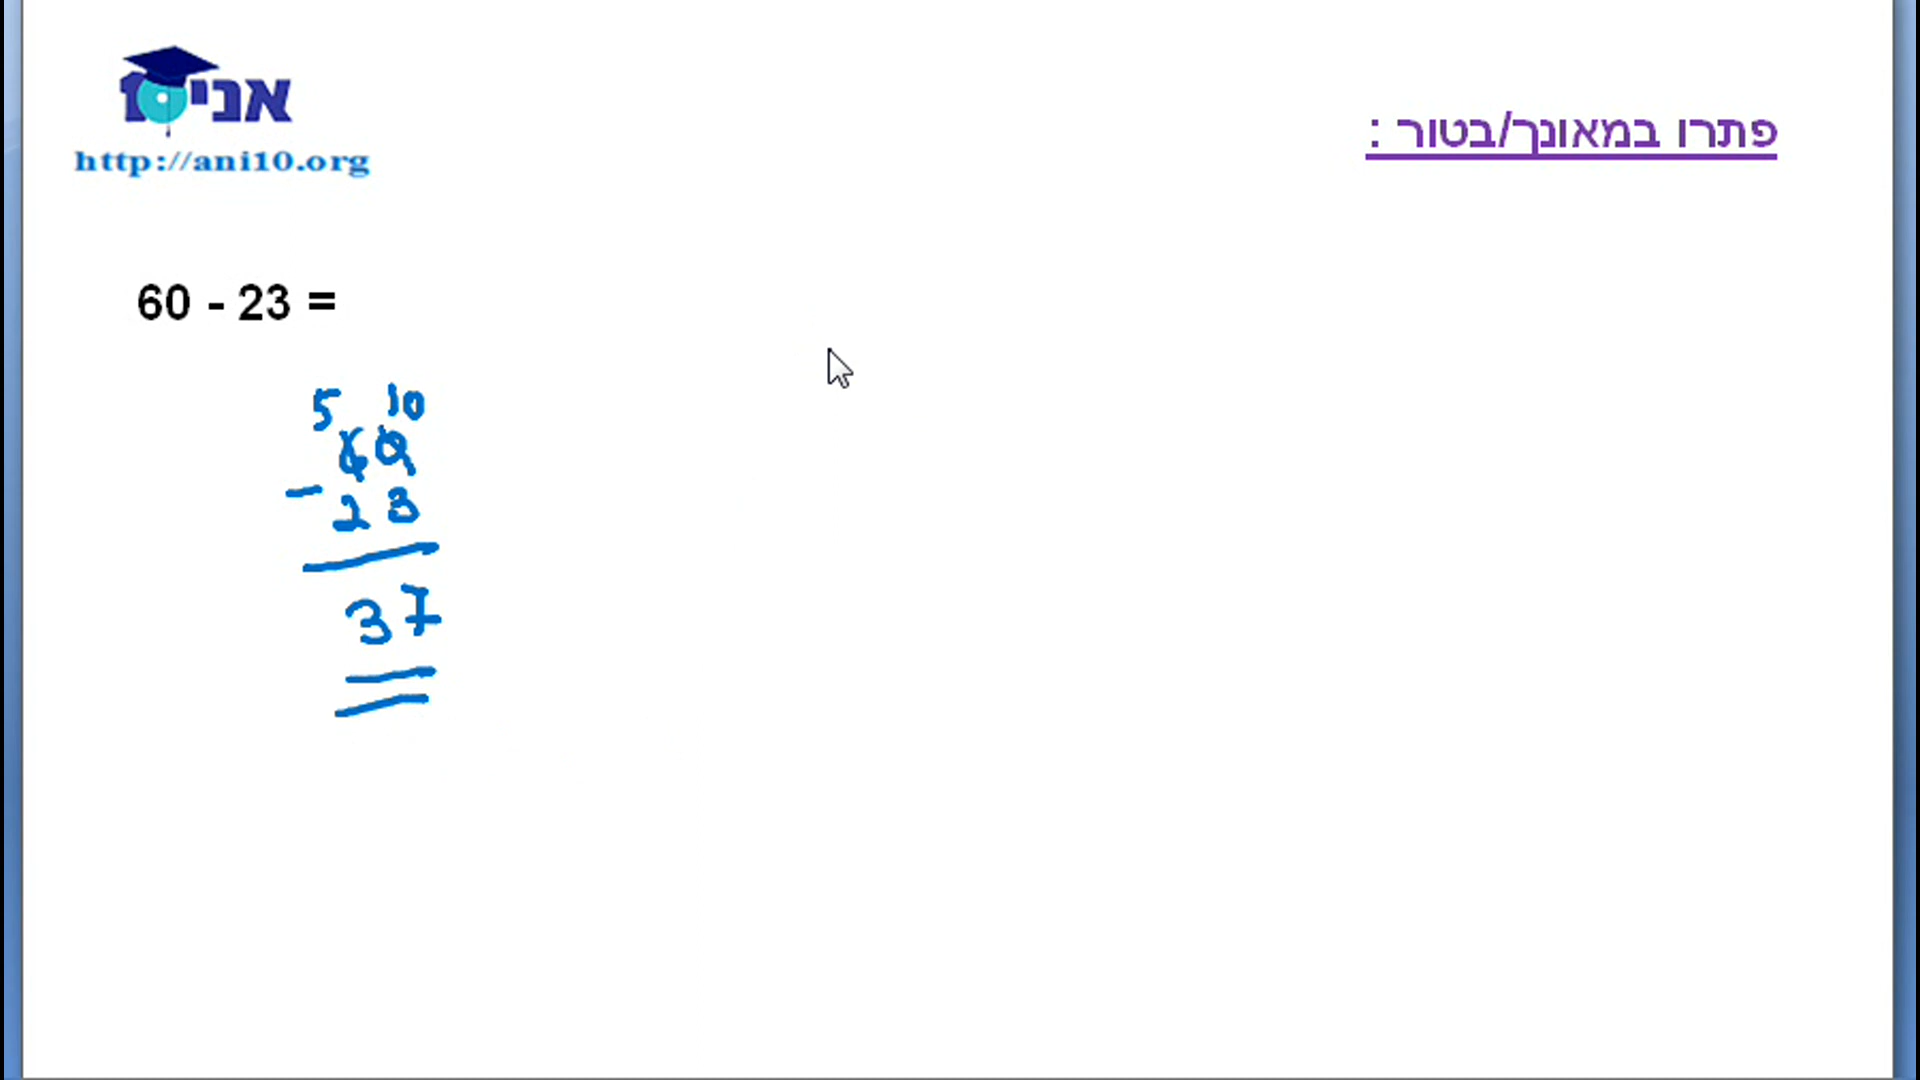 אני10
http://ani10.org
פתרו במאונך/בטור :
60 - 23 =
5 10
60
- 23
37